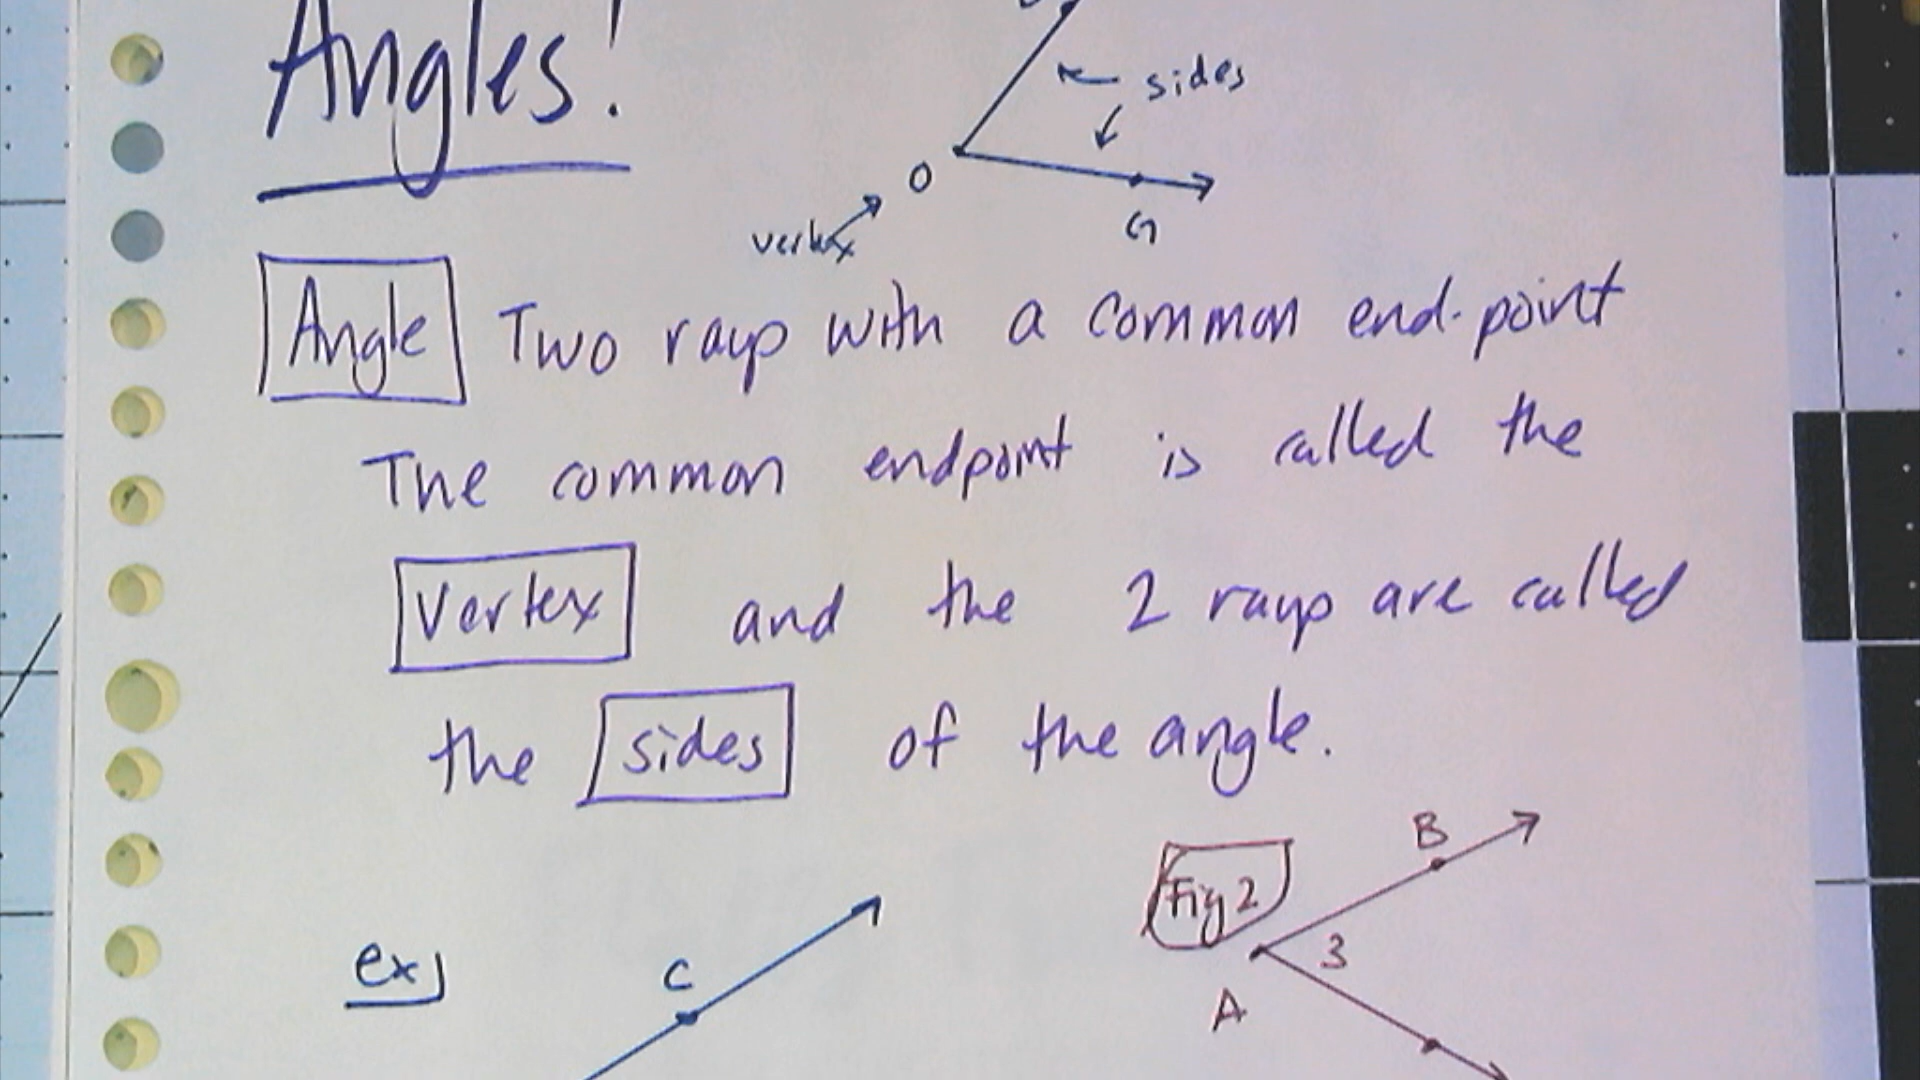 Angles!
sides
O
G
vertex
Angle Two rays with a common end-point
The common endpoint is called the
Vertex and the 2 rays are called
the sides of the angle.
B
Fig 2
ex)
C
3
A